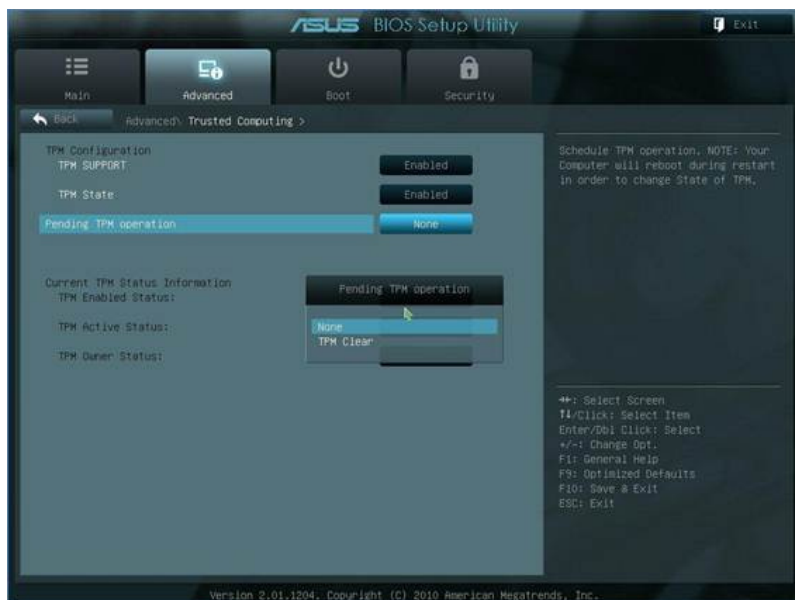 ASUS BIOS Setup Utility
Exit
Main
Advanced
Boot
Security
Back
Advanced\ Trusted Computing >
TPM Configuration
TPM SUPPORT
Enabled
TPM State
Enabled
Pending TPM operation
None
Schedule TPM operation. NOTE: Your
Computer will reboot during restart
in order to change State of TPM.
Current TPM Status Information
TPM Enabled Status:
TPM Active Status:
TPM Owner Status:
Pending TPM operation
None
TPM Clear
→←: Select Screen
↑↓/Click: Select Item
Enter/Dbl Click: Select
+/-: Change Opt.
F1: General Help
F9: Optimized Defaults
F10: Save & Exit
ESC: Exit
Version 2.01.1204. Copyright (C) 2010 American Megatrends, Inc.